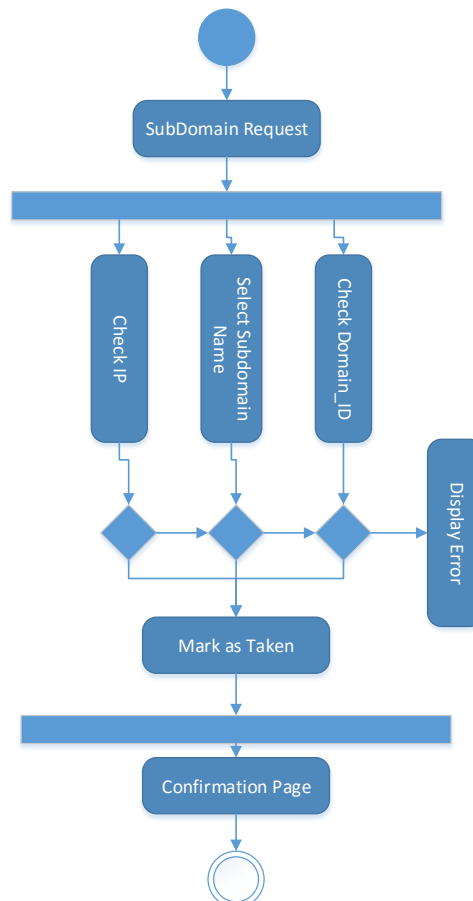 SubDomain Request
Check IP
Select Subdomain
Name
Check Domain_ID
Display Error
Mark as Taken
Confirmation Page